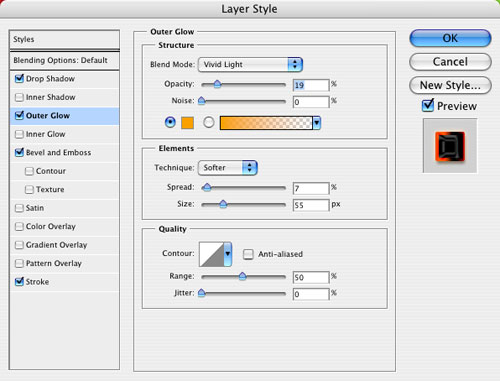 Layer Style
Styles
Blending Options: Default
Drop Shadow
Inner Shadow
Outer Glow
Inner Glow
Bevel and Emboss
Contour
Texture
Satin
Color Overlay
Gradient Overlay
Pattern Overlay
Stroke
Outer Glow
Structure
Blend Mode: Vivid Light
Opacity: 19 %
Noise: 0 %
Elements
Technique: Softer
Spread: 7 %
Size: 55 px
Quality
Contour: Anti-aliased
Range: 50 %
Jitter: 0 %
OK
Cancel
New Style...
Preview